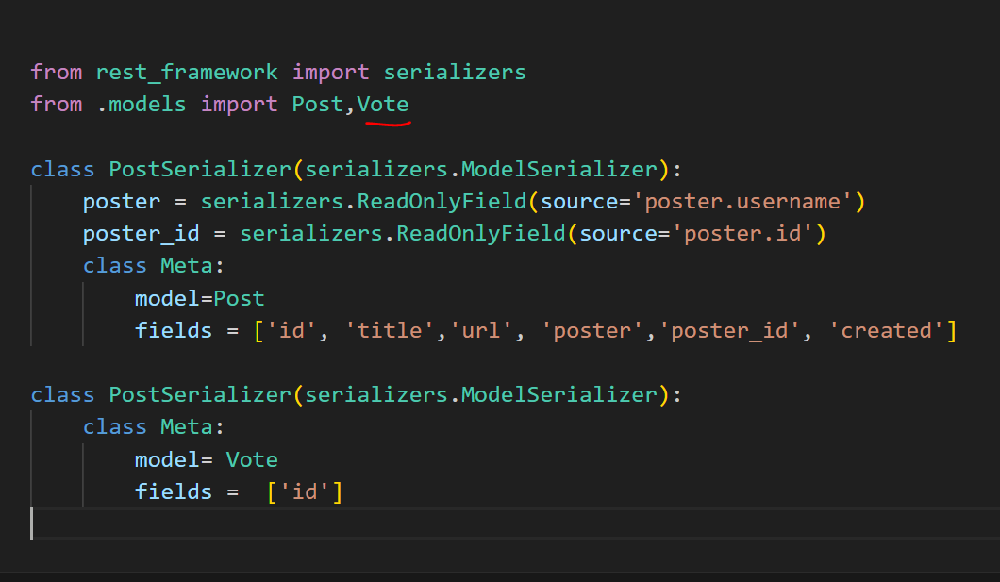 from rest_framework import serializers
from .models import Post,Vote
class PostSerializer(serializers.ModelSerializer):
poster = serializers.ReadOnlyField(source='poster.username')
poster_id = serializers.ReadOnlyField(source='poster.id')
class Meta:
model=Post
fields = ['id', 'title','url', 'poster','poster_id', 'created']
class PostSerializer(serializers.ModelSerializer):
class Meta:
model= Vote
fields =  ['id']